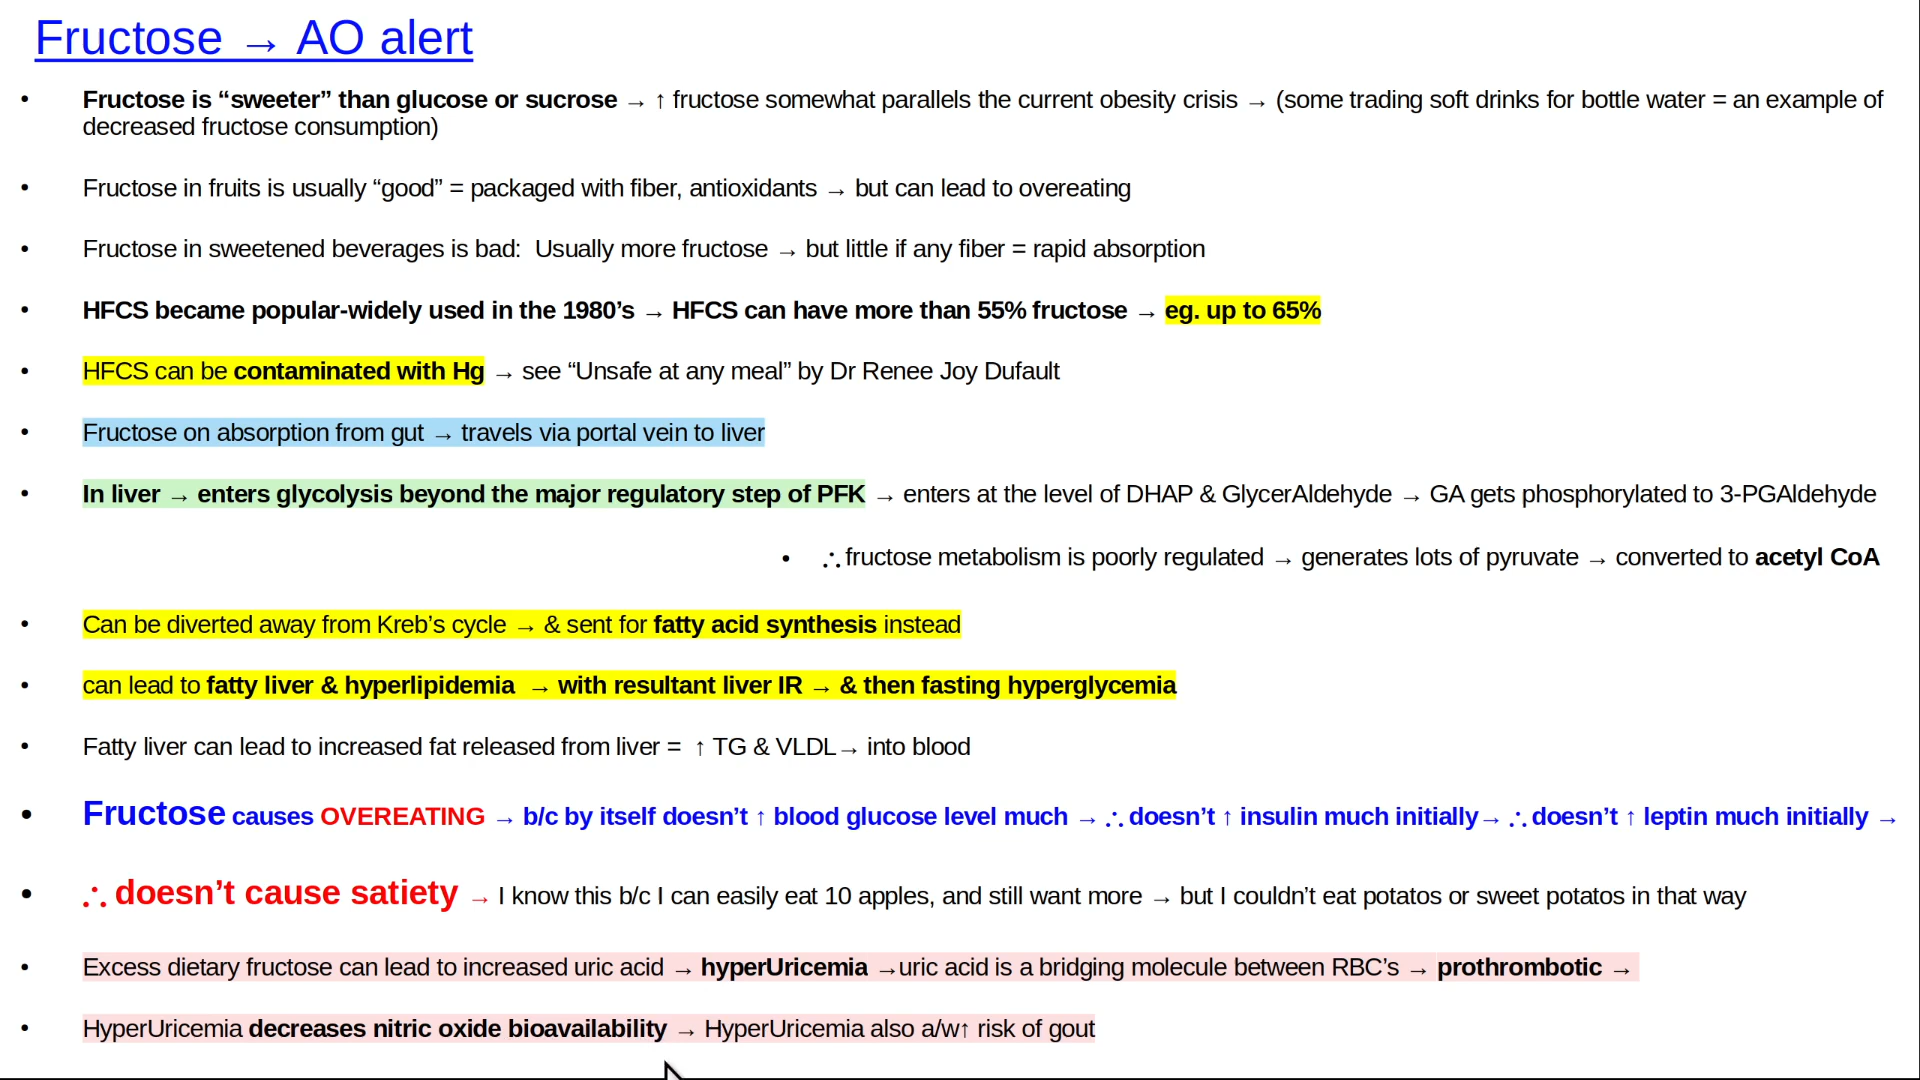 Fructose → AO alert
• Fructose is “sweeter” than glucose or sucrose → ↑ fructose somewhat parallels the current obesity crisis → (some trading soft drinks for bottle water = an example of
decreased fructose consumption)
• Fructose in fruits is usually “good” = packaged with fiber, antioxidants → but can lead to overeating
• Fructose in sweetened beverages is bad:  Usually more fructose → but little if any fiber = rapid absorption
• HFCS became popular-widely used in the 1980’s → HFCS can have more than 55% fructose → eg. up to 65%
• HFCS can be contaminated with Hg → see “Unsafe at any meal” by Dr Renee Joy Dufault
• Fructose on absorption from gut → travels via portal vein to liver
• In liver → enters glycolysis beyond the major regulatory step of PFK → enters at the level of DHAP & GlycerAldehyde → GA gets phosphorylated to 3-PGAldehyde
• ∴ fructose metabolism is poorly regulated → generates lots of pyruvate → converted to acetyl CoA
• Can be diverted away from Kreb’s cycle → & sent for fatty acid synthesis instead
• can lead to fatty liver & hyperlipidemia → with resultant liver IR → & then fasting hyperglycemia
• Fatty liver can lead to increased fat released from liver = ↑ TG & VLDL→ into blood
• Fructose causes OVEREATING → b/c by itself doesn’t ↑ blood glucose level much → ∴ doesn’t ↑ insulin much initially→ ∴ doesn’t ↑ leptin much initially →
• ∴ doesn’t cause satiety → I know this b/c I can easily eat 10 apples, and still want more → but I couldn’t eat potatos or sweet potatos in that way
• Excess dietary fructose can lead to increased uric acid → hyperUricemia →uric acid is a bridging molecule between RBC’s → prothrombotic →
• HyperUricemia decreases nitric oxide bioavailability → HyperUricemia also a/w↑ risk of gout